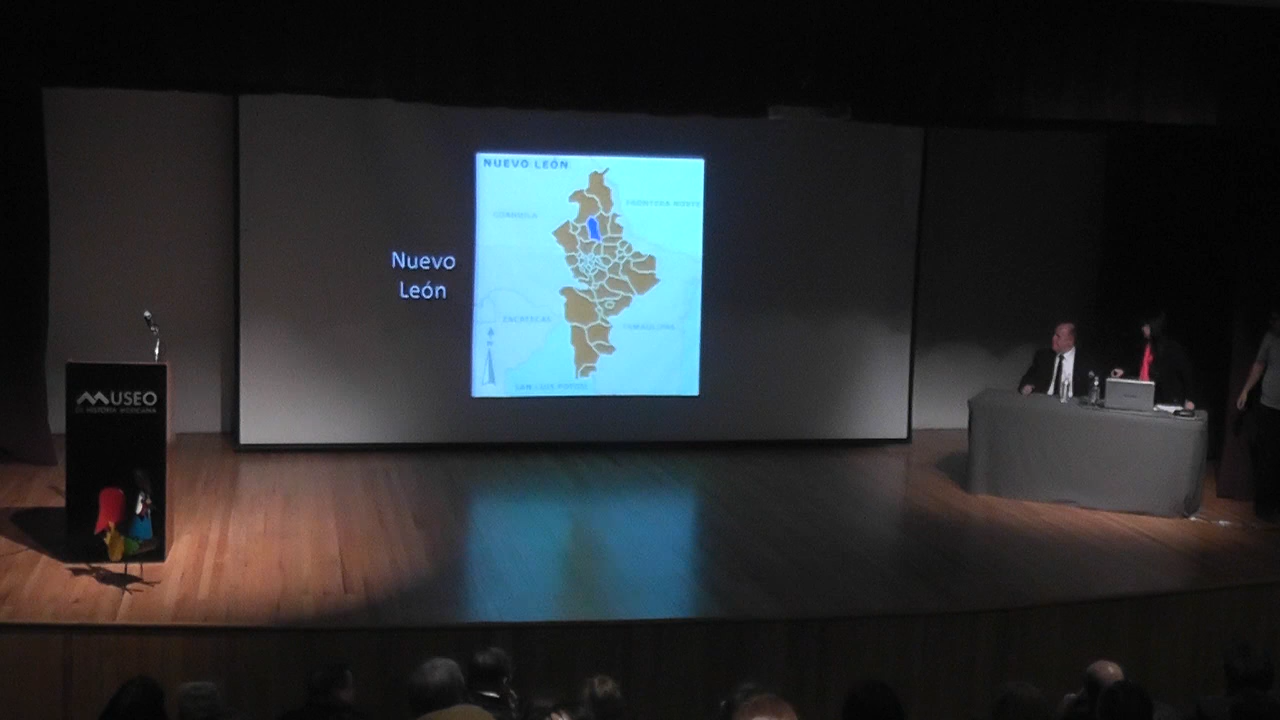 NUEVO LEÓN
COAHUILA
FRONTERA NORTE
Nuevo
León
ZACATECAS
TAMAULIPAS
SAN LUIS POTOSÍ
MUSEO
DE HISTORIA MEXICANA